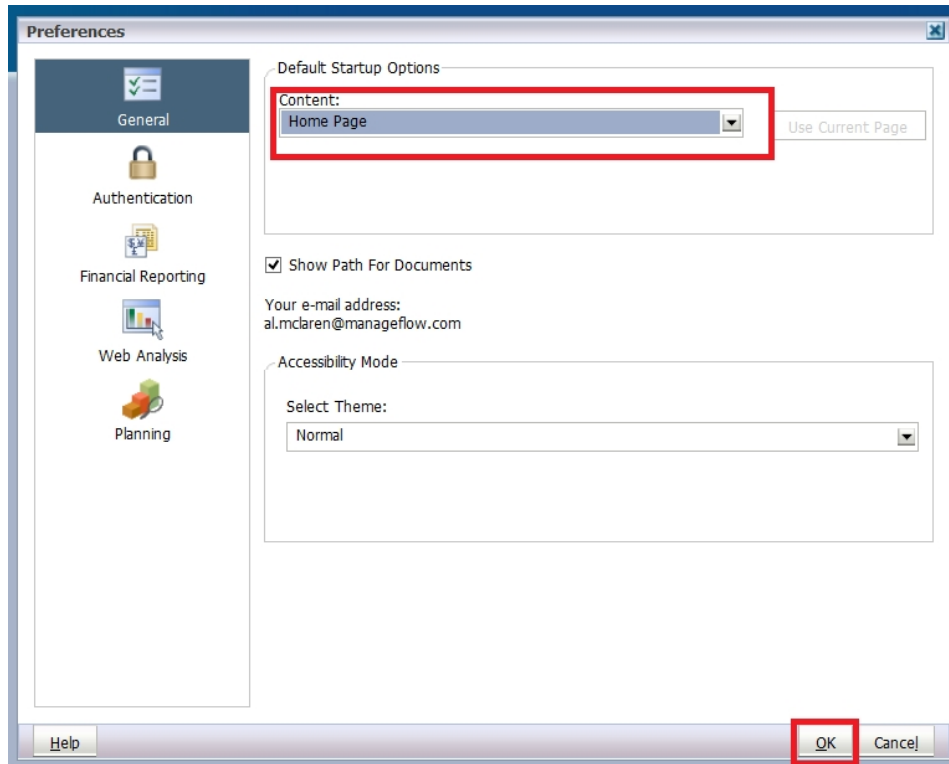 Preferences
General
Authentication
Financial Reporting
Web Analysis
Planning
Default Startup Options
Content:
Home Page
Use Current Page
Show Path For Documents
Your e-mail address:
al.mclaren@manageflow.com
Accessibility Mode
Select Theme:
Normal
Help
OK
Cancel